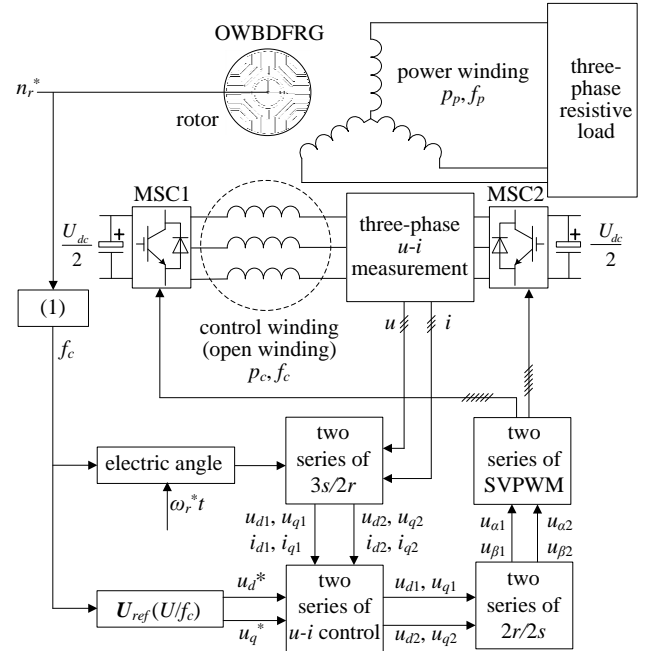 OWBDFRG
n_r*
rotor
power winding
p_p, f_p
three-
phase
resistive
load
MSC1
MSC2
U_dc
2
+
three-phase
u-i
measurement
+
U_dc
2
(1)
f_c
control winding
(open winding)
p_c, f_c
u
i
electric angle
ω_r*t
two
series of
3s/2r
two
series of
SVPWM
u_d1, u_q1
i_d1, i_q1
u_d2, u_q2
i_d2, i_q2
u_α1
u_β1
u_α2
u_β2
U_ref(U/f_c)
u_d*
u_q*
two
series of
u-i control
u_d1, u_q1
u_d2, u_q2
two
series of
2r/2s